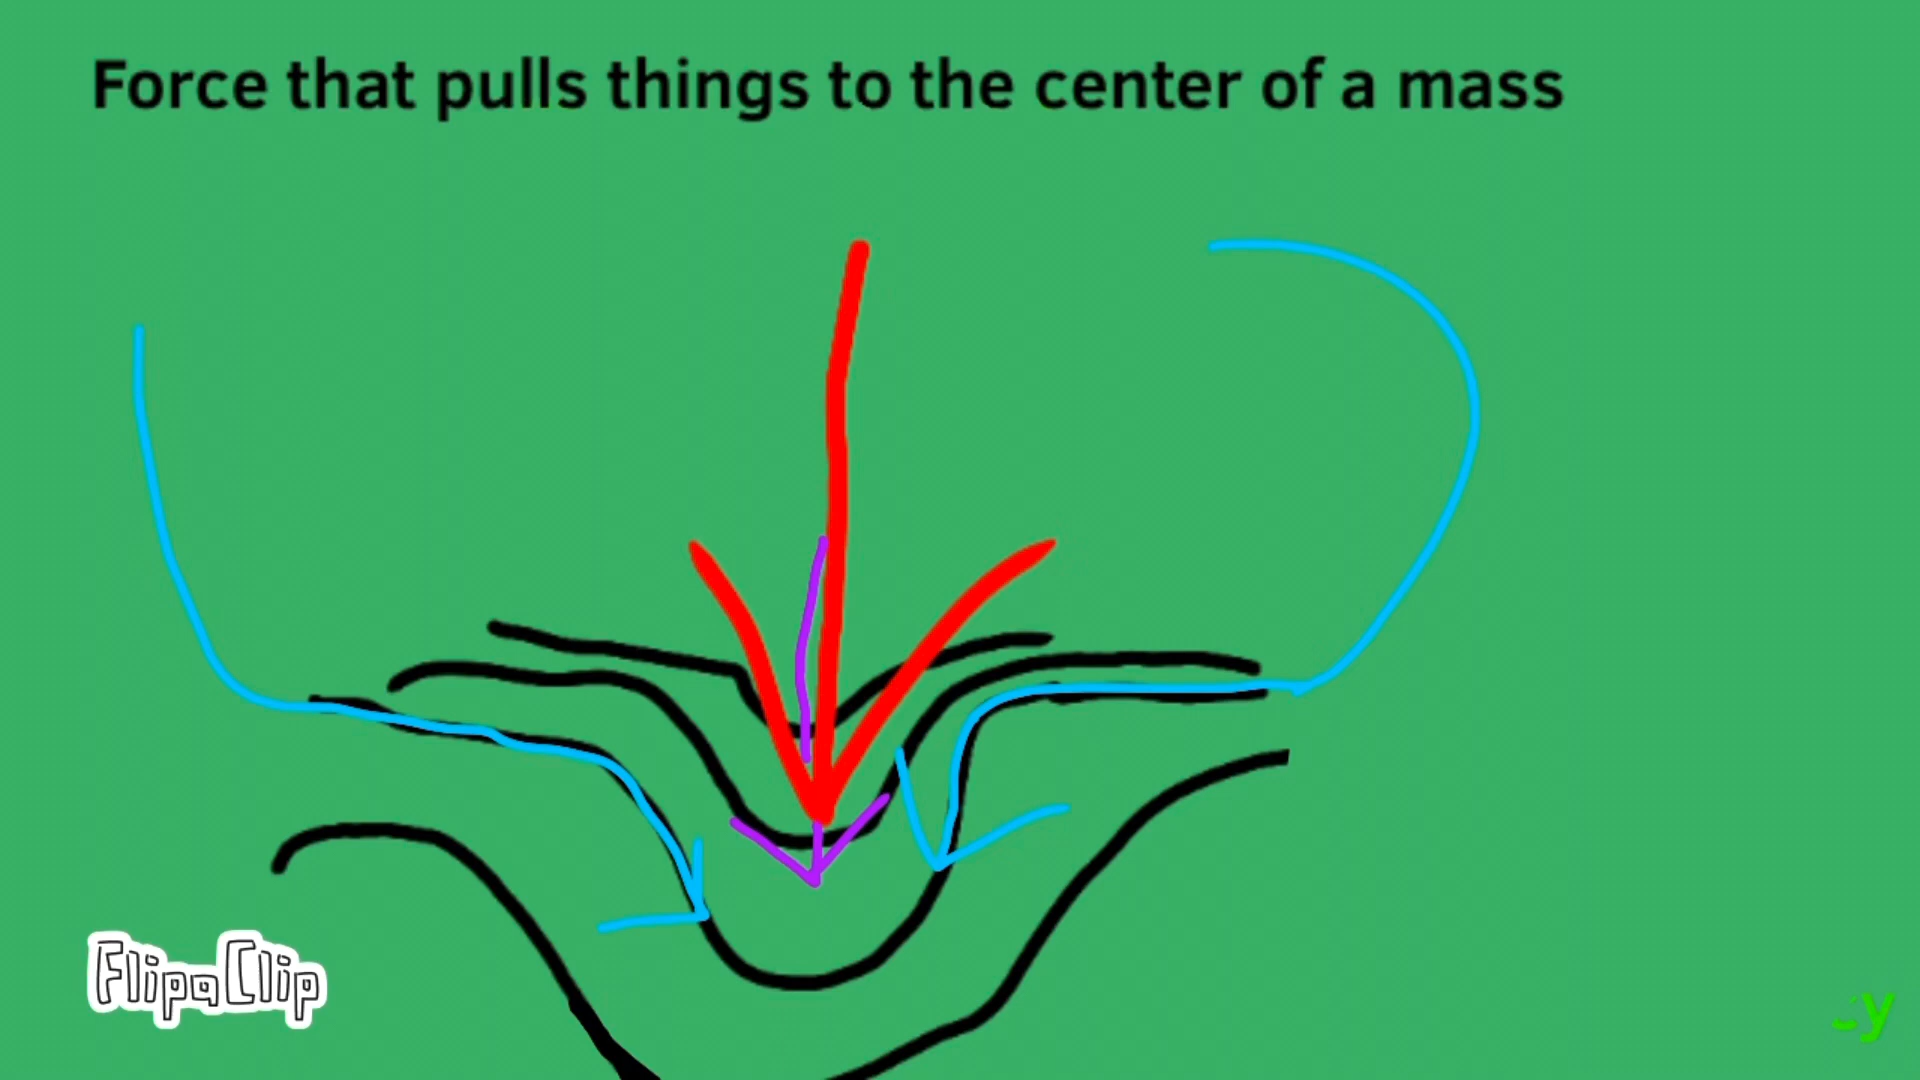 Force that pulls things to the center of a mass
FlipaClip